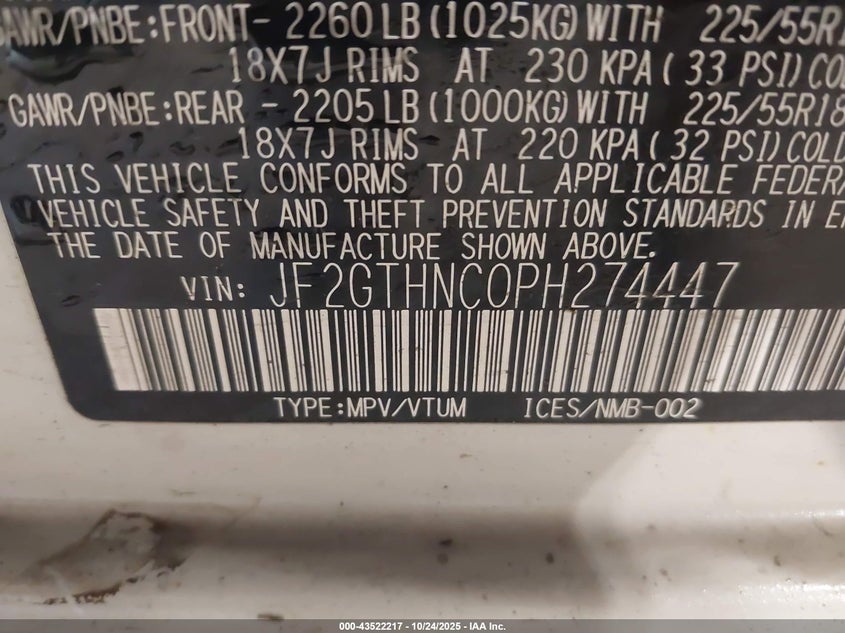 GAWR/PNBE:FRONT- 2260 LB (1025KG) WITH 225/55R1
18X7J RIMS AT 230 KPA ( 33 PSI) COL
GAWR/PNBE:REAR - 2205 LB (1000KG) WITH 225/55R18
18X7J RIMS AT 220 KPA ( 32 PSI) COLD
THIS VEHICLE CONFORMS TO ALL APPLICABLE FEDERA
VEHICLE SAFETY AND THEFT PREVENTION STANDARDS IN E
THE DATE OF MANUFACTURE SHOWN ABOVE.
VIN: JF2GTHNC0PH274447
TYPE:MPV/VTUM ICES/NMB-002
000-43522217 - 10/24/2025 - IAA Inc.